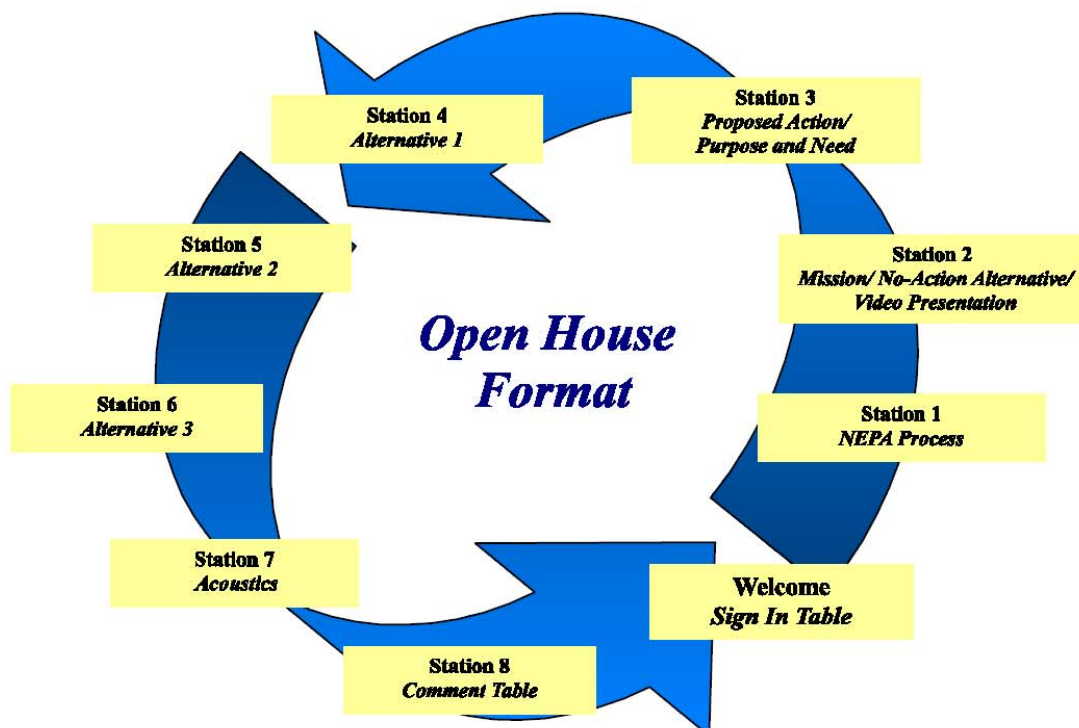 Open House
Format
Welcome
Sign In Table
Station 1
NEPA Process
Station 2
Mission/ No-Action Alternative/
Video Presentation
Station 3
Proposed Action/
Purpose and Need
Station 4
Alternative 1
Station 5
Alternative 2
Station 6
Alternative 3
Station 7
Acoustics
Station 8
Comment Table